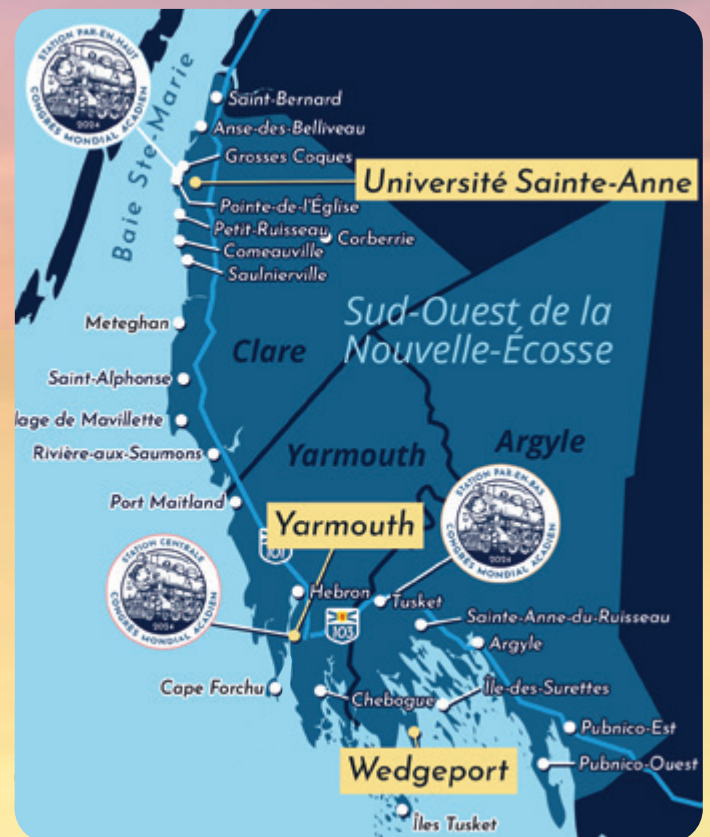 STATION PAR-EN-HAUT
2024
CONGRÈS MONDIAL ACADIEN
Baie Ste-Marie
Saint-Bernard
Anse-des-Belliveau
Grosses Coques
Université Sainte-Anne
Pointe-de-l'Église
Petit-Ruisseau
Corberrie
Comeauville
Saulnierville
Sud-Ouest de la
Nouvelle-Écosse
Meteghan
Clare
Saint-Alphonse
lage de Mavillette
Rivière-aux-Saumons
Yarmouth
Argyle
Port Maitland
STATION PAR-EN-BAS
2024
CONGRÈS MONDIAL ACADIEN
Yarmouth
101
STATION CENTRALE
2024
CONGRÈS MONDIAL ACADIEN
Hebron
Tusket
103
Sainte-Anne-du-Ruisseau
Argyle
Cape Forchu
Chebogue
Île-des-Surettes
Pubnico-Est
Wedgeport
Pubnico-Ouest
Îles Tusket